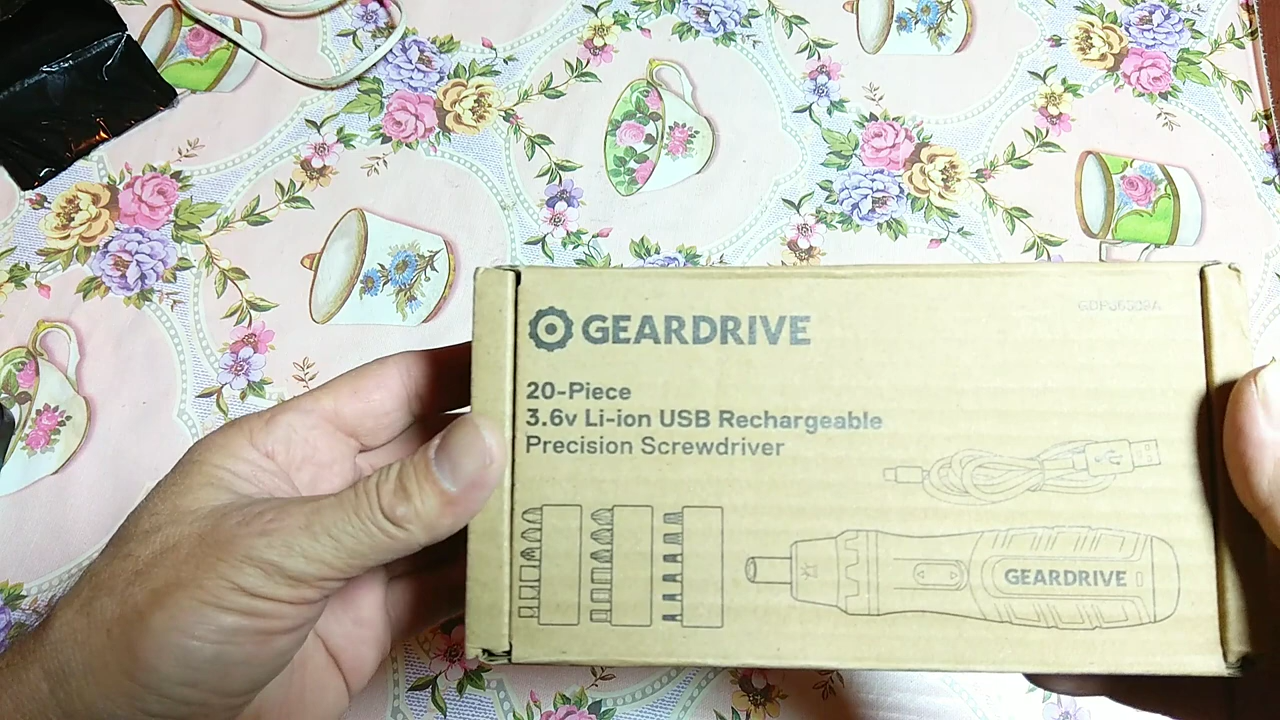 GEARDRIVE
20-Piece
3.6v Li-ion USB Rechargeable
Precision Screwdriver
GEARDRIVE